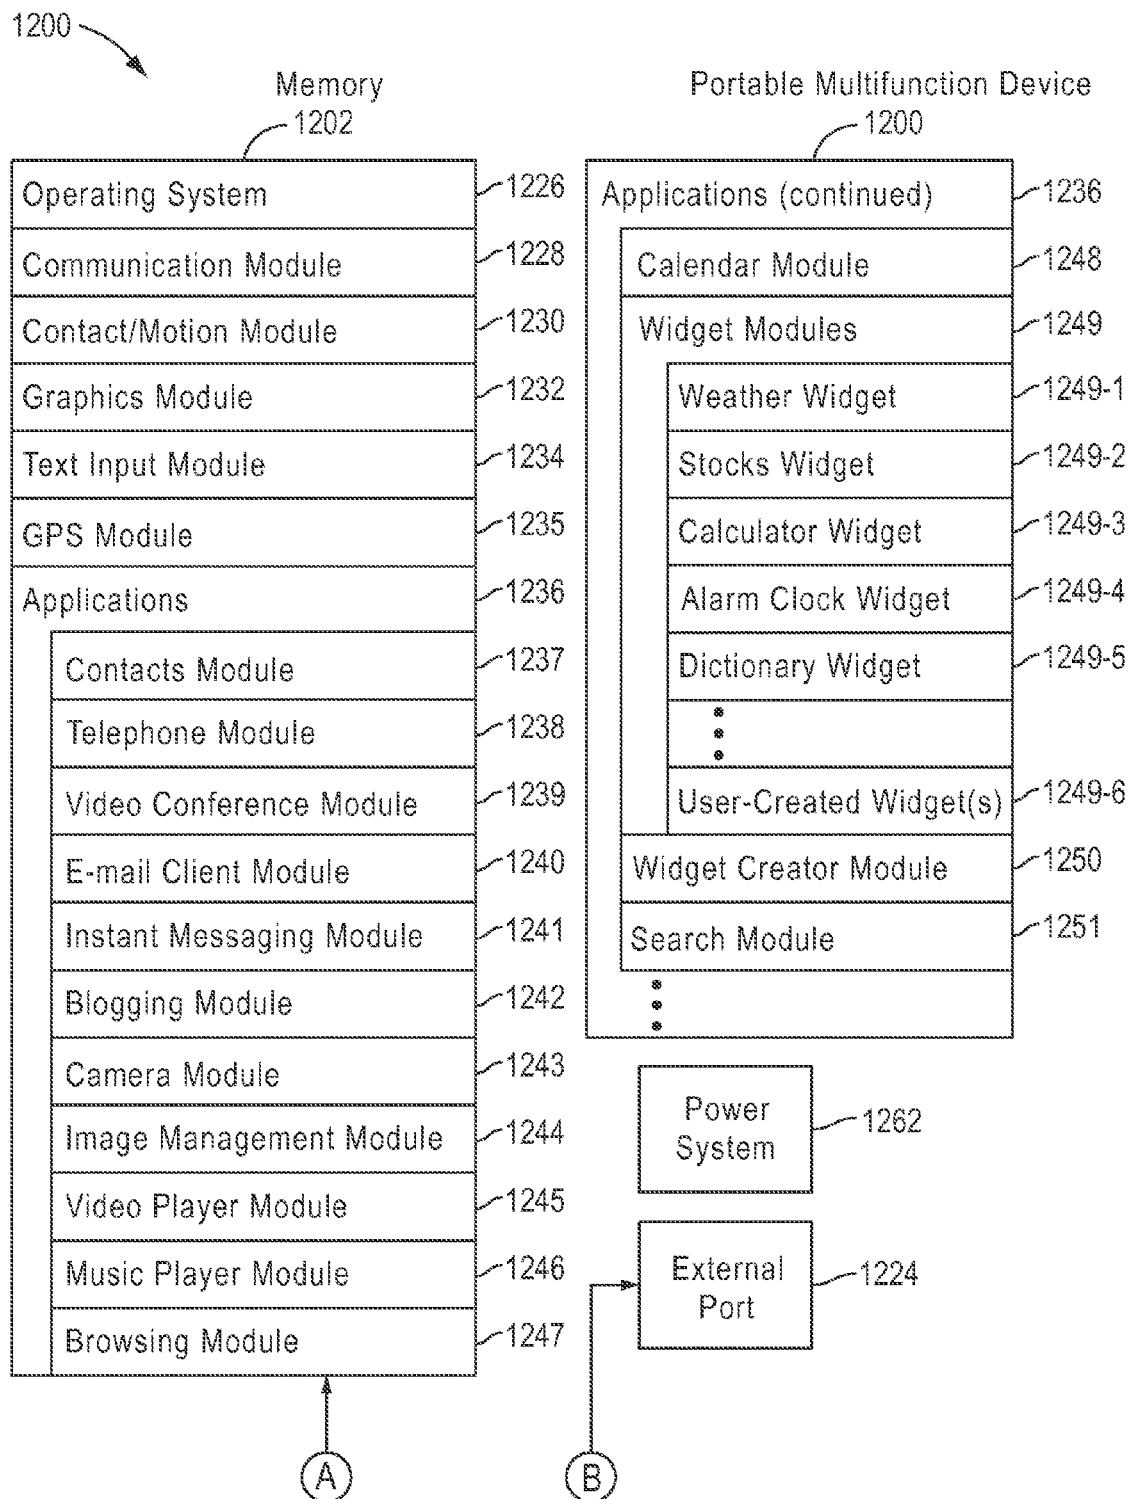 1200
Memory
1202
Operating System 1226
Communication Module 1228
Contact/Motion Module 1230
Graphics Module 1232
Text Input Module 1234
GPS Module 1235
Applications 1236
Contacts Module 1237
Telephone Module 1238
Video Conference Module 1239
E-mail Client Module 1240
Instant Messaging Module 1241
Blogging Module 1242
Camera Module 1243
Image Management Module 1244
Video Player Module 1245
Music Player Module 1246
Browsing Module 1247
A
Portable Multifunction Device
1200
Applications (continued) 1236
Calendar Module 1248
Widget Modules 1249
Weather Widget 1249-1
Stocks Widget 1249-2
Calculator Widget 1249-3
Alarm Clock Widget 1249-4
Dictionary Widget 1249-5
User-Created Widget(s) 1249-6
Widget Creator Module 1250
Search Module 1251
Power
System 1262
External
Port 1224
B